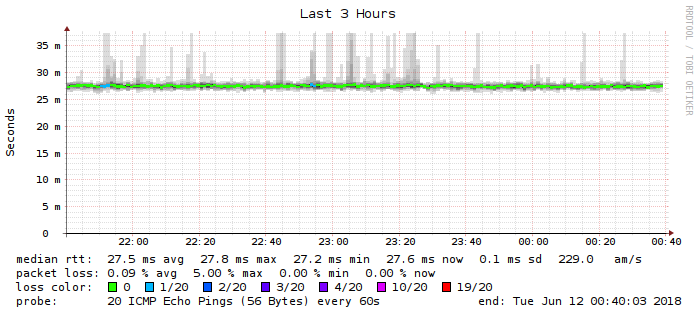 Last 3 Hours
RRDTOOL / TOBI OETIKER
Seconds
35 m
30 m
25 m
20 m
15 m
10 m
5 m
0
22:00 22:20 22:40 23:00 23:20 23:40 00:00 00:20 00:40
median rtt: 27.5 ms avg 27.8 ms max 27.2 ms min 27.6 ms now 0.1 ms sd 229.0 am/s
packet loss: 0.09 % avg 5.00 % max 0.00 % min 0.00 % now
loss color: 0 1/20 2/20 3/20 4/20 10/20 19/20
probe: 20 ICMP Echo Pings (56 Bytes) every 60s end: Tue Jun 12 00:40:03 2018